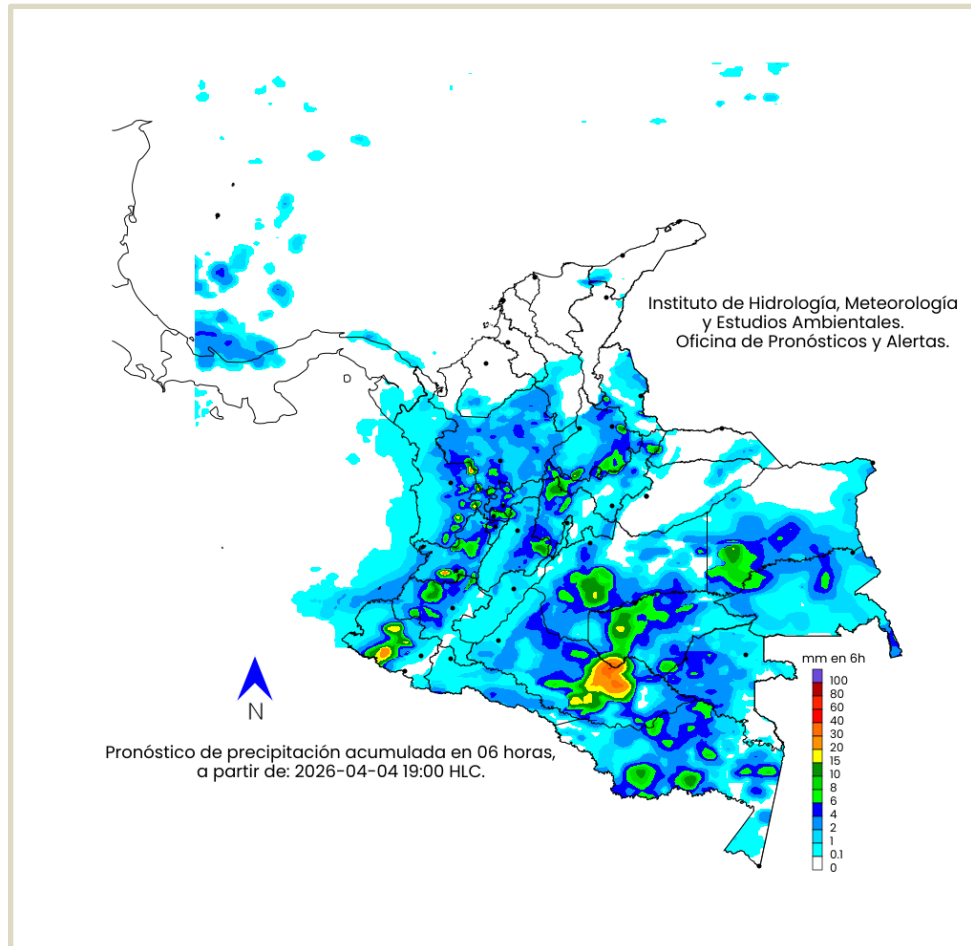 Instituto de Hidrología, Meteorología
y Estudios Ambientales.
Oficina de Pronósticos y Alertas.
mm en 6h
100
80
60
40
30
20
15
10
8
6
4
2
1
0.1
0
N
Pronóstico de precipitación acumulada en 06 horas,
a partir de: 2026-04-04 19:00 HLC.